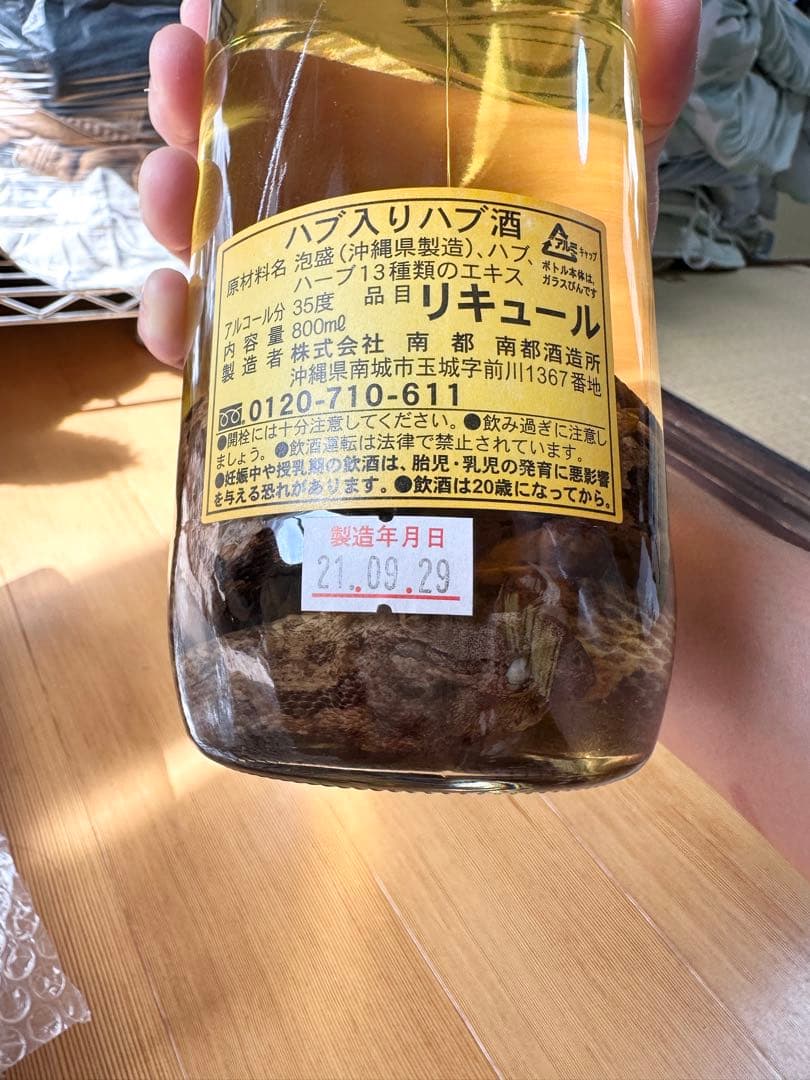 ハブ入りハブ酒
アルミ キャップ
ボトル本体は、
ガラスびんです
原材料名 泡盛(沖縄県製造)、ハブ、
ハーブ13種類のエキス
アルコール分 35度 品目 リキュール
内容量 800mℓ
製造者 株式会社 南都 南都酒造所
沖縄県南城市玉城字前川1367番地
0120-710-611
●開栓には十分注意してください。●飲み過ぎに注意し
ましょう。●飲酒運転は法律で禁止されています。
●妊娠中や授乳期の飲酒は、胎児・乳児の発育に悪影響
を与える恐れがあります。●飲酒は20歳になってから。
製造年月日
21.09.29